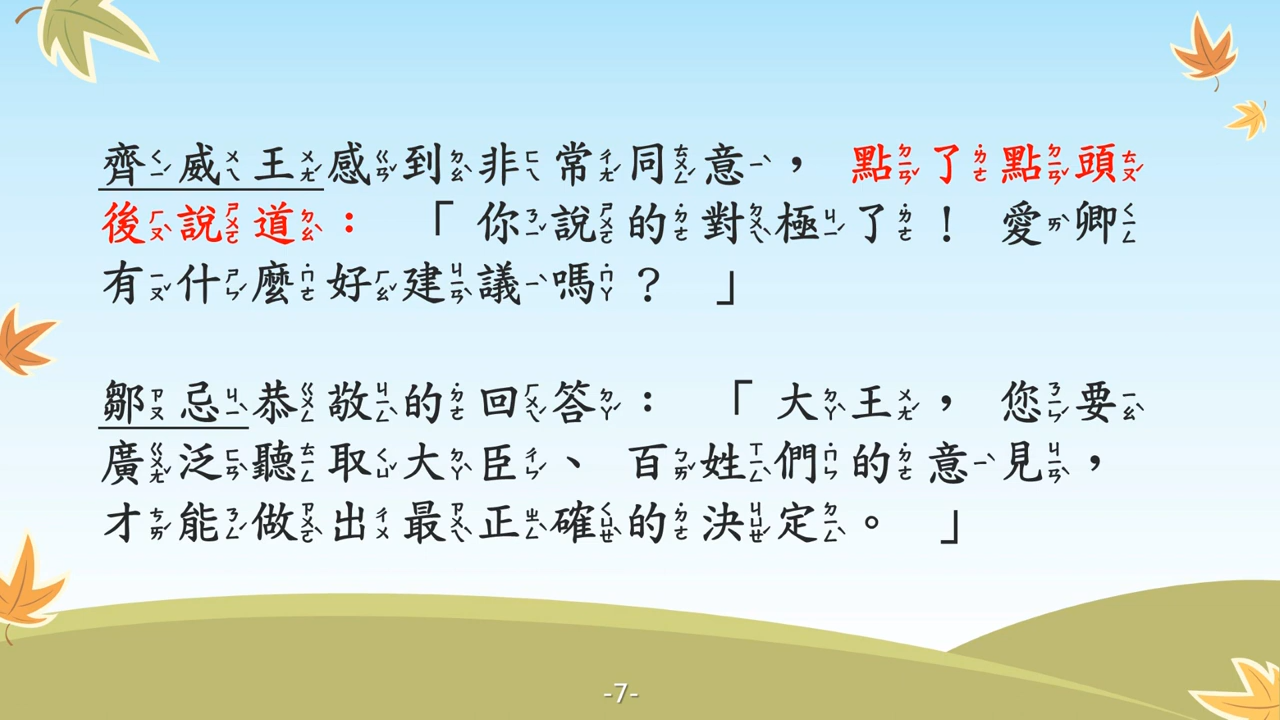 齊威王感到非常同意，點了點頭
後說道：「你說的對極了！愛卿
有什麼好建議嗎？」
鄒忌恭敬的回答：「大王，您要
廣泛聽取大臣、百姓們的意見，
才能做出最正確的決定。」
-7-